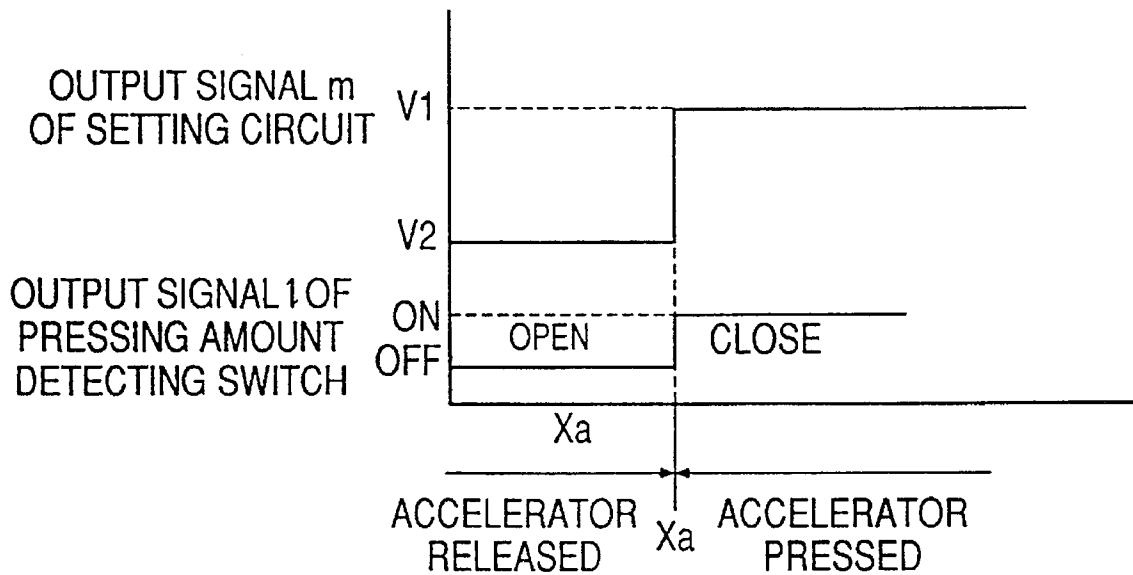 OUTPUT SIGNAL m
OF SETTING CIRCUIT
V1
V2
OUTPUT SIGNAL l OF
PRESSING AMOUNT
DETECTING SWITCH
ON
OFF
OPEN
CLOSE
Xa
ACCELERATOR
RELEASED
Xa
ACCELERATOR
PRESSED